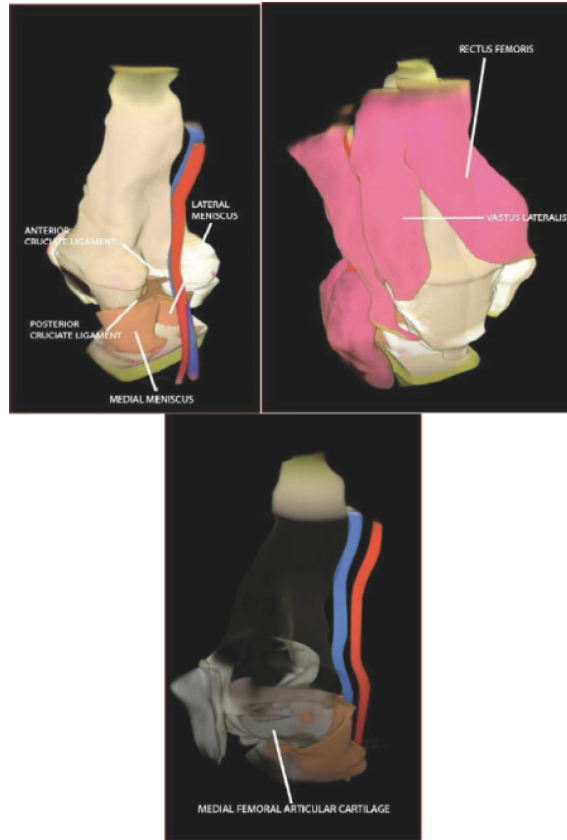 LATERAL
MENISCUS
ANTERIOR
CRUCIATE LIGAMENT
POSTERIOR
CRUCIATE LIGAMENT
MEDIAL MENISCUS
RECTUS FEMORIS
VASTUS LATERALIS
MEDIAL FEMORAL ARTICULAR CARTILAGE